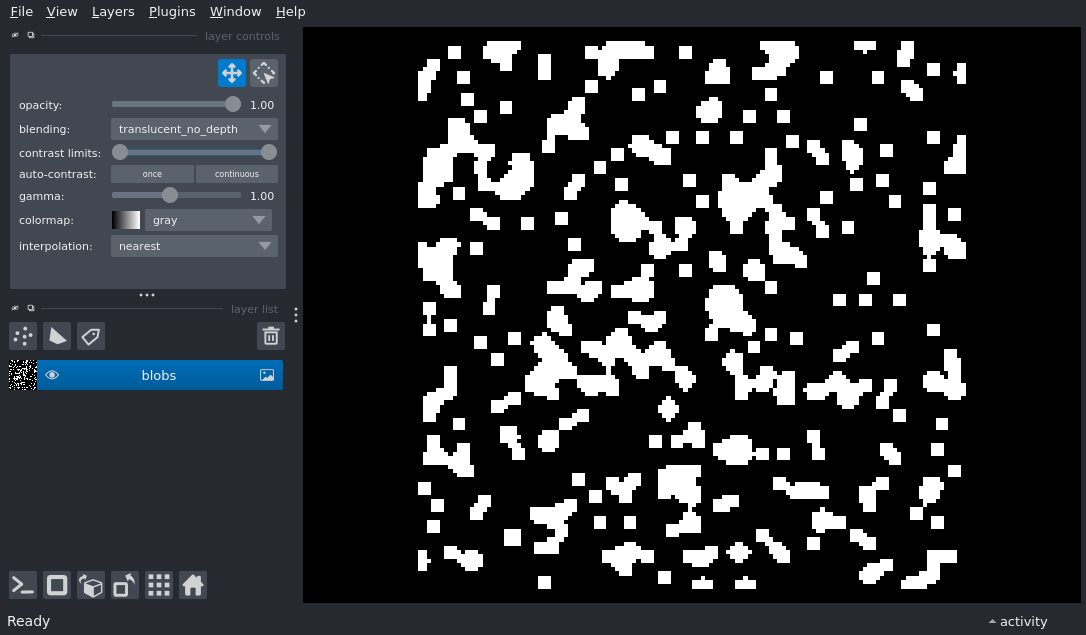 File View Layers Plugins Window Help
layer controls
opacity: 1.00
blending: translucent_no_depth
contrast limits:
auto-contrast: once continuous
gamma: 1.00
colormap: gray
interpolation: nearest
layer list
blobs
Ready activity